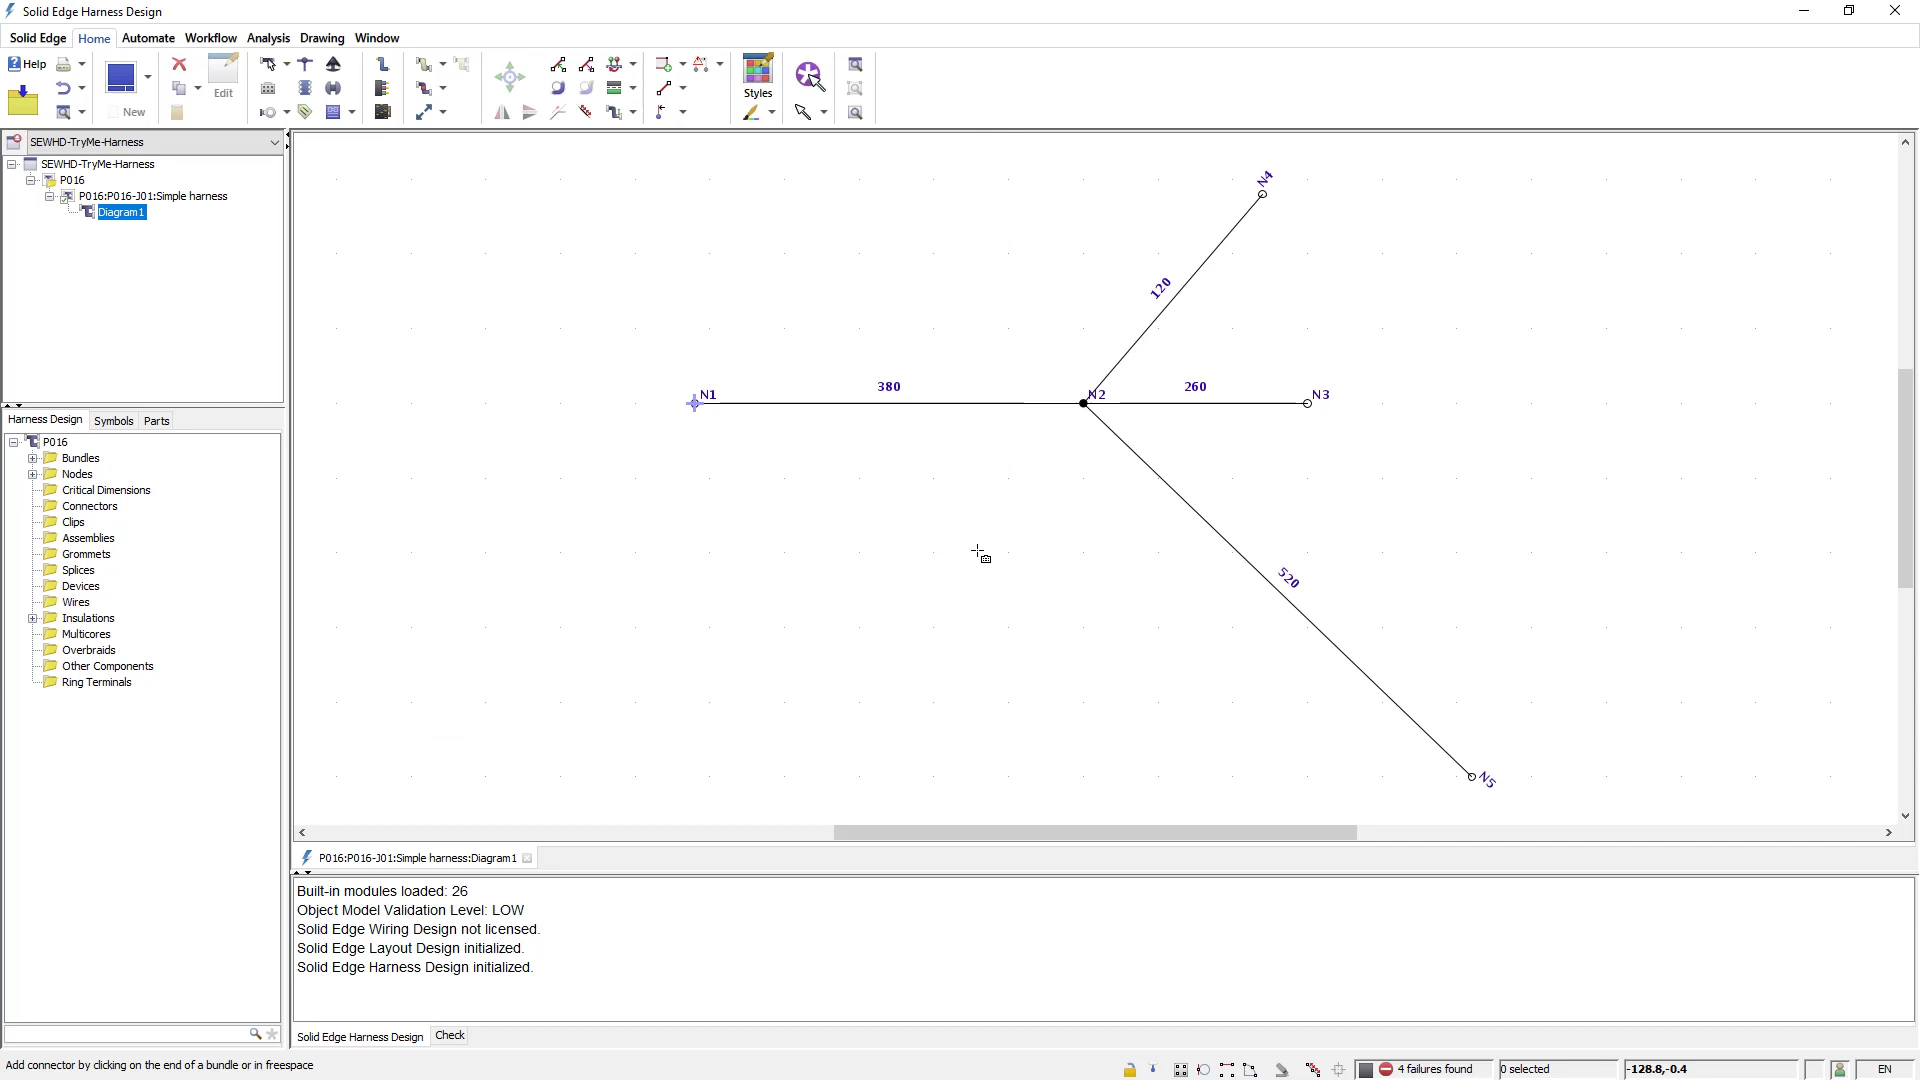 Solid Edge Harness Design
Solid Edge Home Automate Workflow Analysis Drawing Window
Help
New
Edit
Styles
SEWHD-TryMe-Harness
SEWHD-TryMe-Harness
P016
P016:P016-J01:Simple harness
Diagram1
Harness Design Symbols Parts
P016
Bundles
Nodes
Critical Dimensions
Connectors
Clips
Assemblies
Grommets
Splices
Devices
Wires
Insulations
Multicores
Overbraids
Other Components
Ring Terminals
N4
120
N1
380
N2
260
N3
520
N5
P016:P016-J01:Simple harness:Diagram1
Built-in modules loaded: 26
Object Model Validation Level: LOW
Solid Edge Wiring Design not licensed.
Solid Edge Layout Design initialized.
Solid Edge Harness Design initialized.
Solid Edge Harness Design Check
Add connector by clicking on the end of a bundle or in freespace
4 failures found
0 selected
-128.8,-0.4
EN